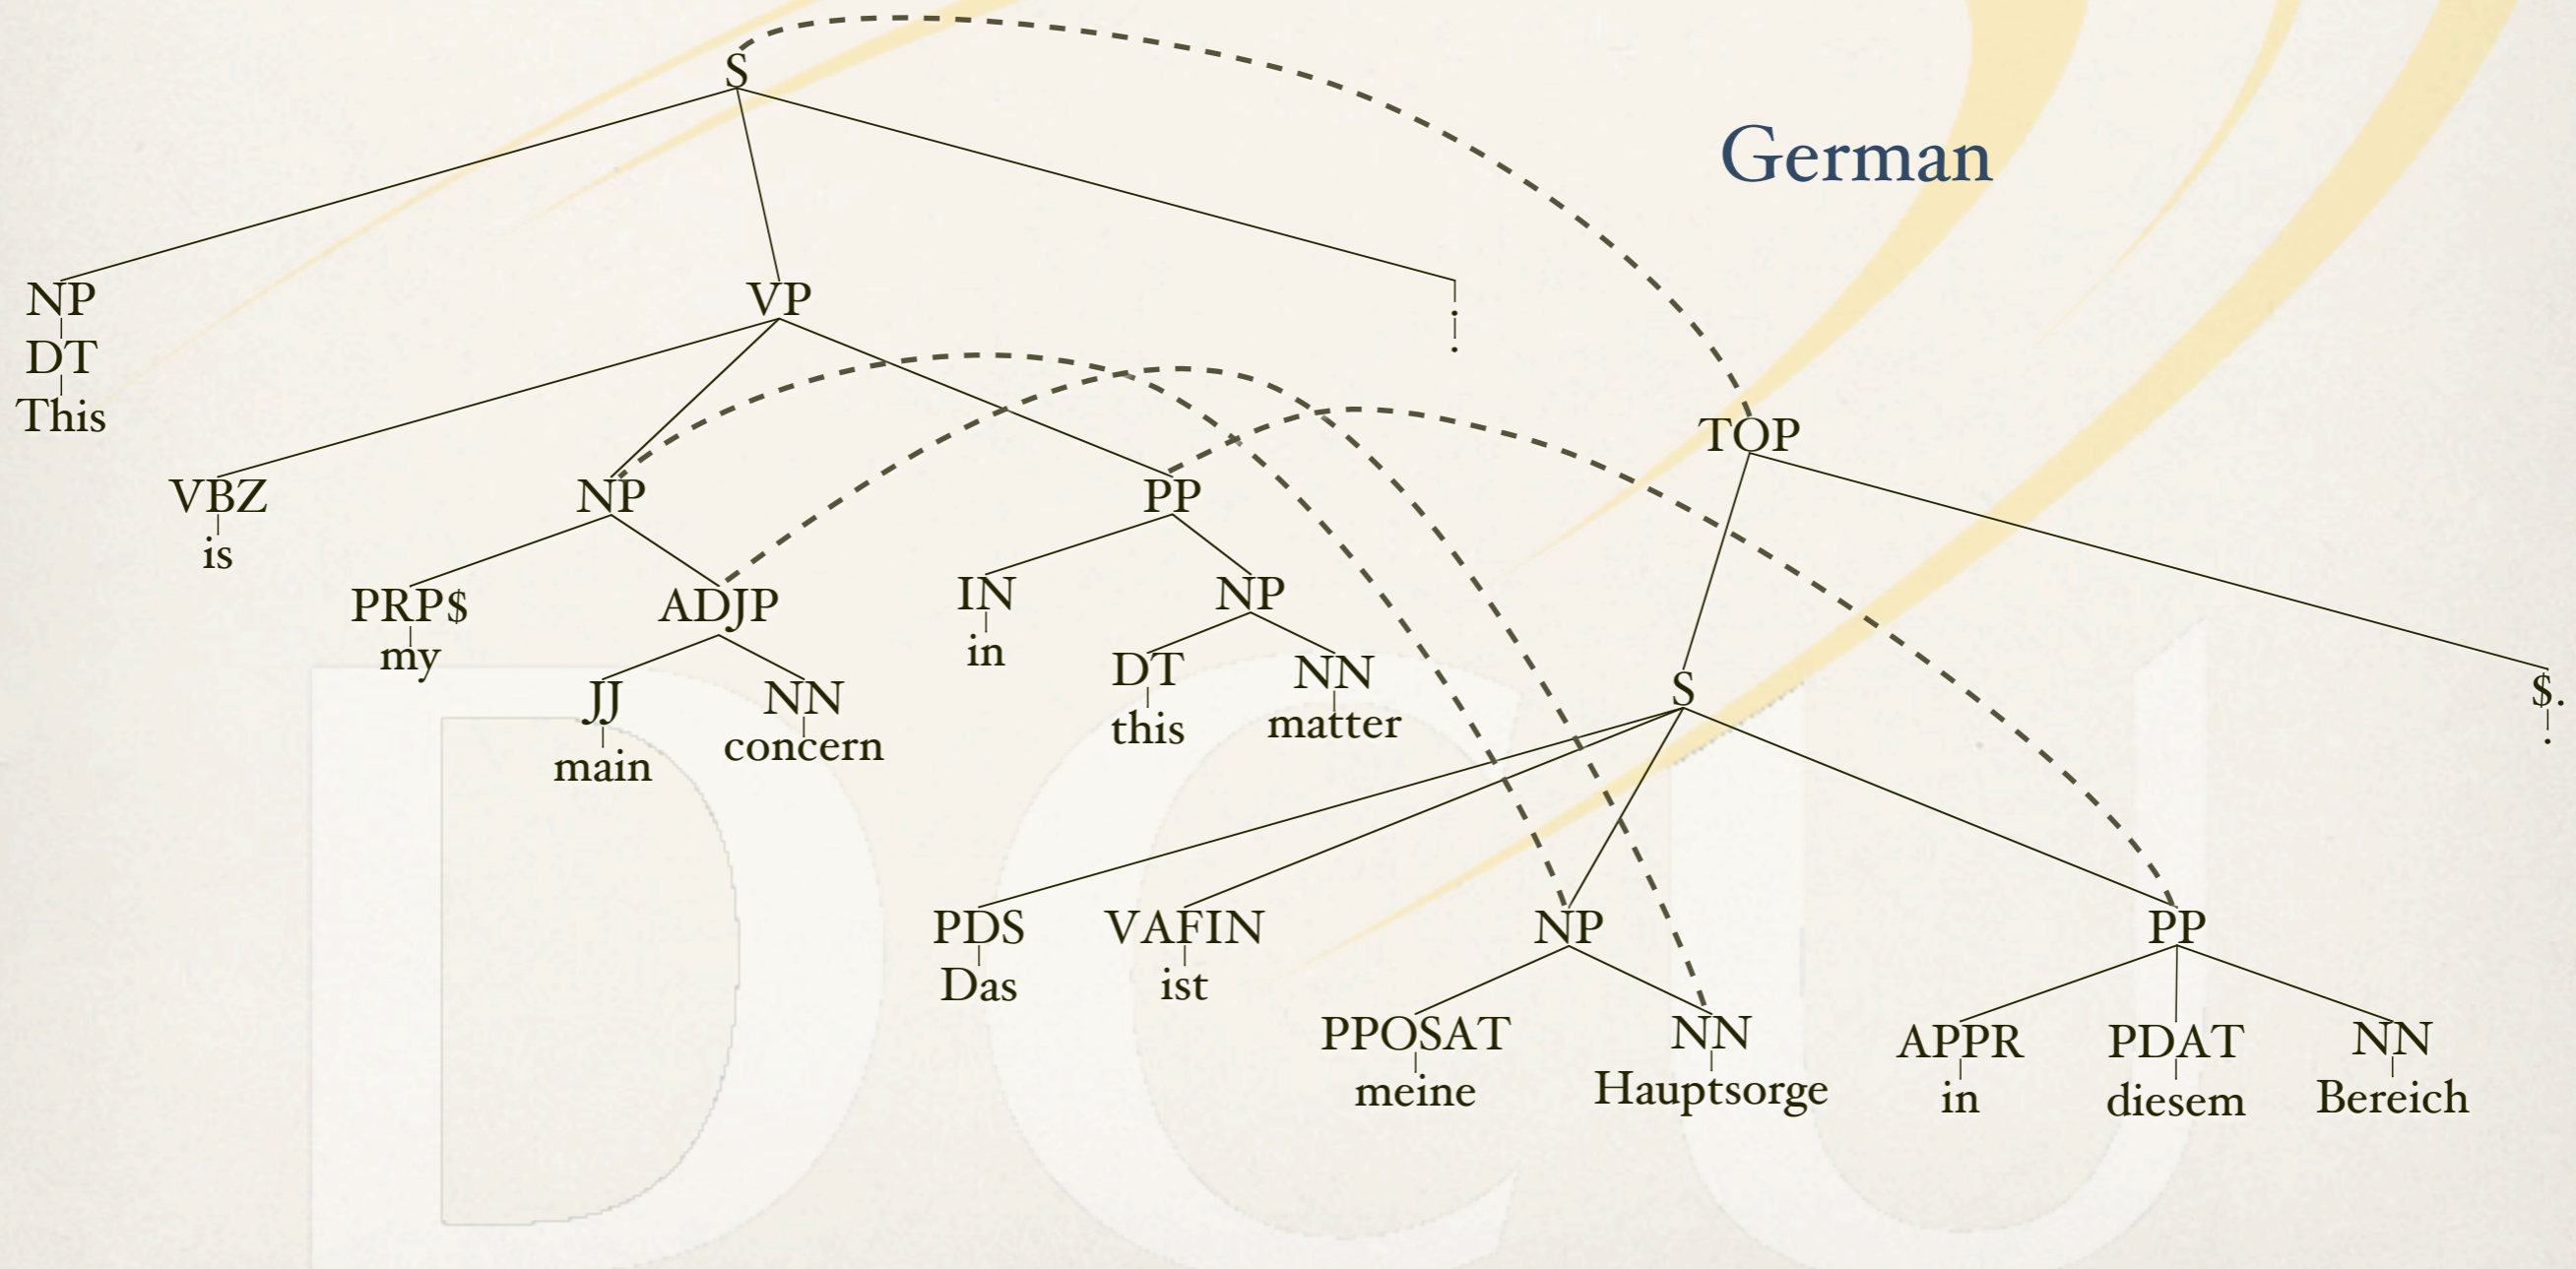 S
German
NP VP .
DT .
This
TOP
VBZ NP PP
is
PRP$ ADJP IN NP
my in
DT NN
JJ NN S $.
this matter
main concern .
PDS VAFIN NP PP
Das ist
PPOSAT NN APPR PDAT NN
meine Hauptsorge in diesem Bereich
DCU